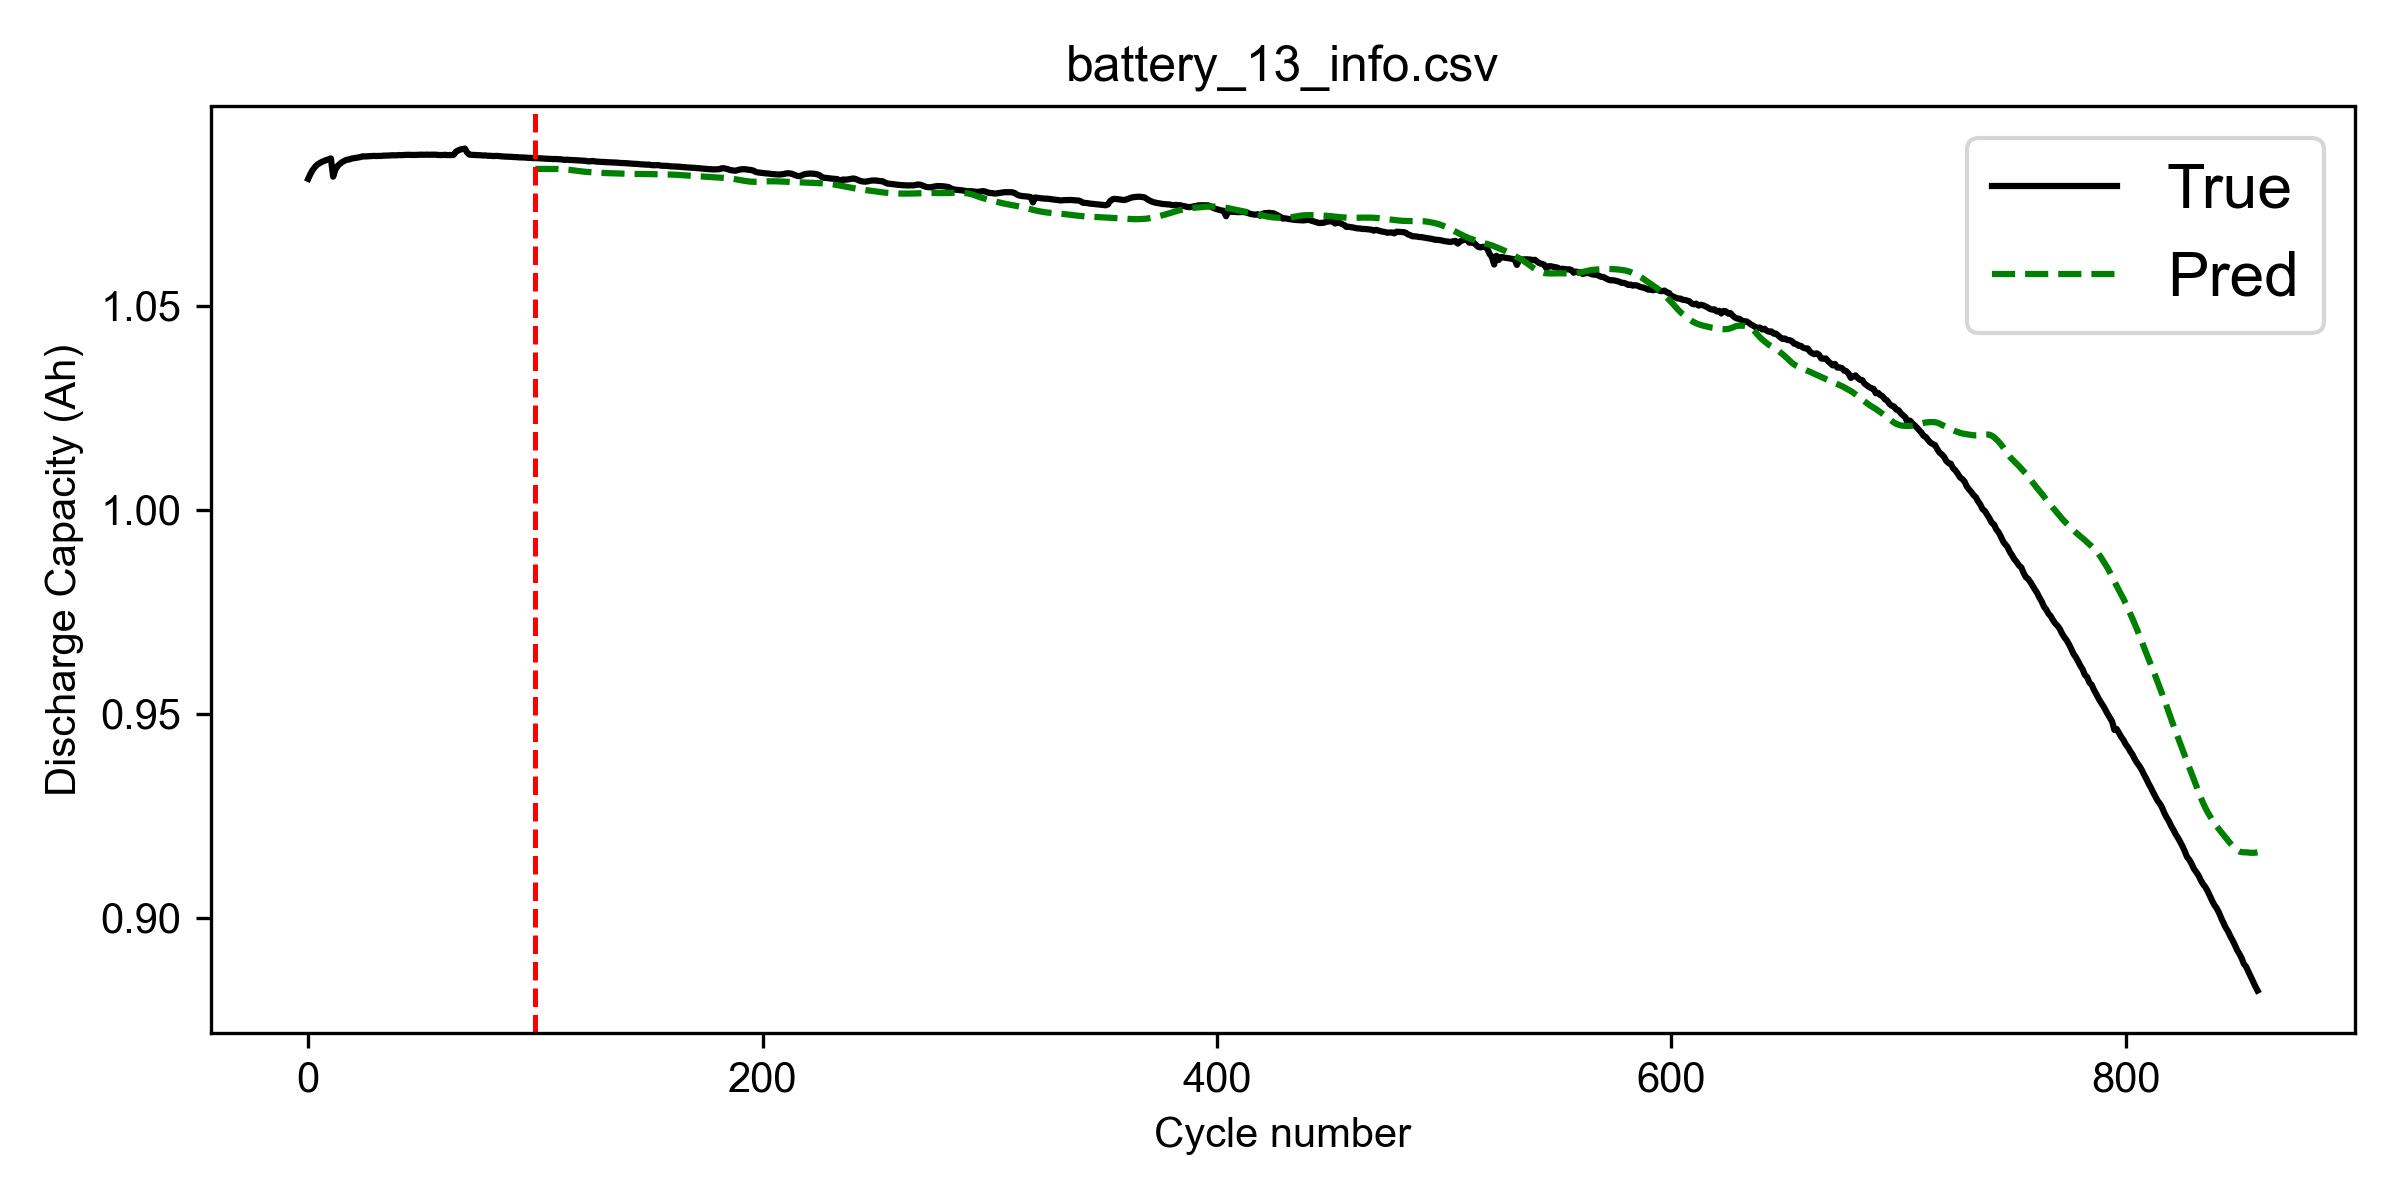 battery_13_info.csv
True
Pred
1.05
1.00
0.95
0.90
Discharge Capacity (Ah)
0 200 400 600 800
Cycle number